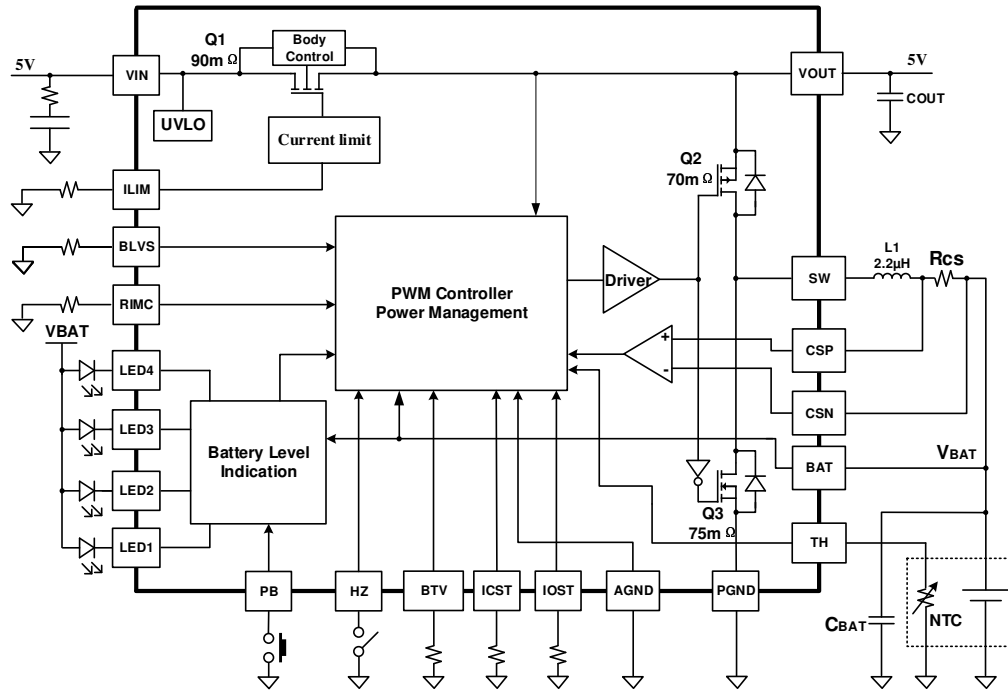 Q1
90mΩ
Body
Control
5V
VIN
VOUT
5V
COUT
UVLO
Current limit
Q2
70mΩ
ILIM
BLVS
RIMC
PWM Controller
Power Management
Driver
SW
L1
2.2µH
Rcs
VBAT
LED4
LED3
LED2
LED1
Battery Level
Indication
+
-
CSP
CSN
BAT
VBAT
TH
Q3
75mΩ
PB
HZ
BTV
ICST
IOST
AGND
PGND
CBAT
NTC